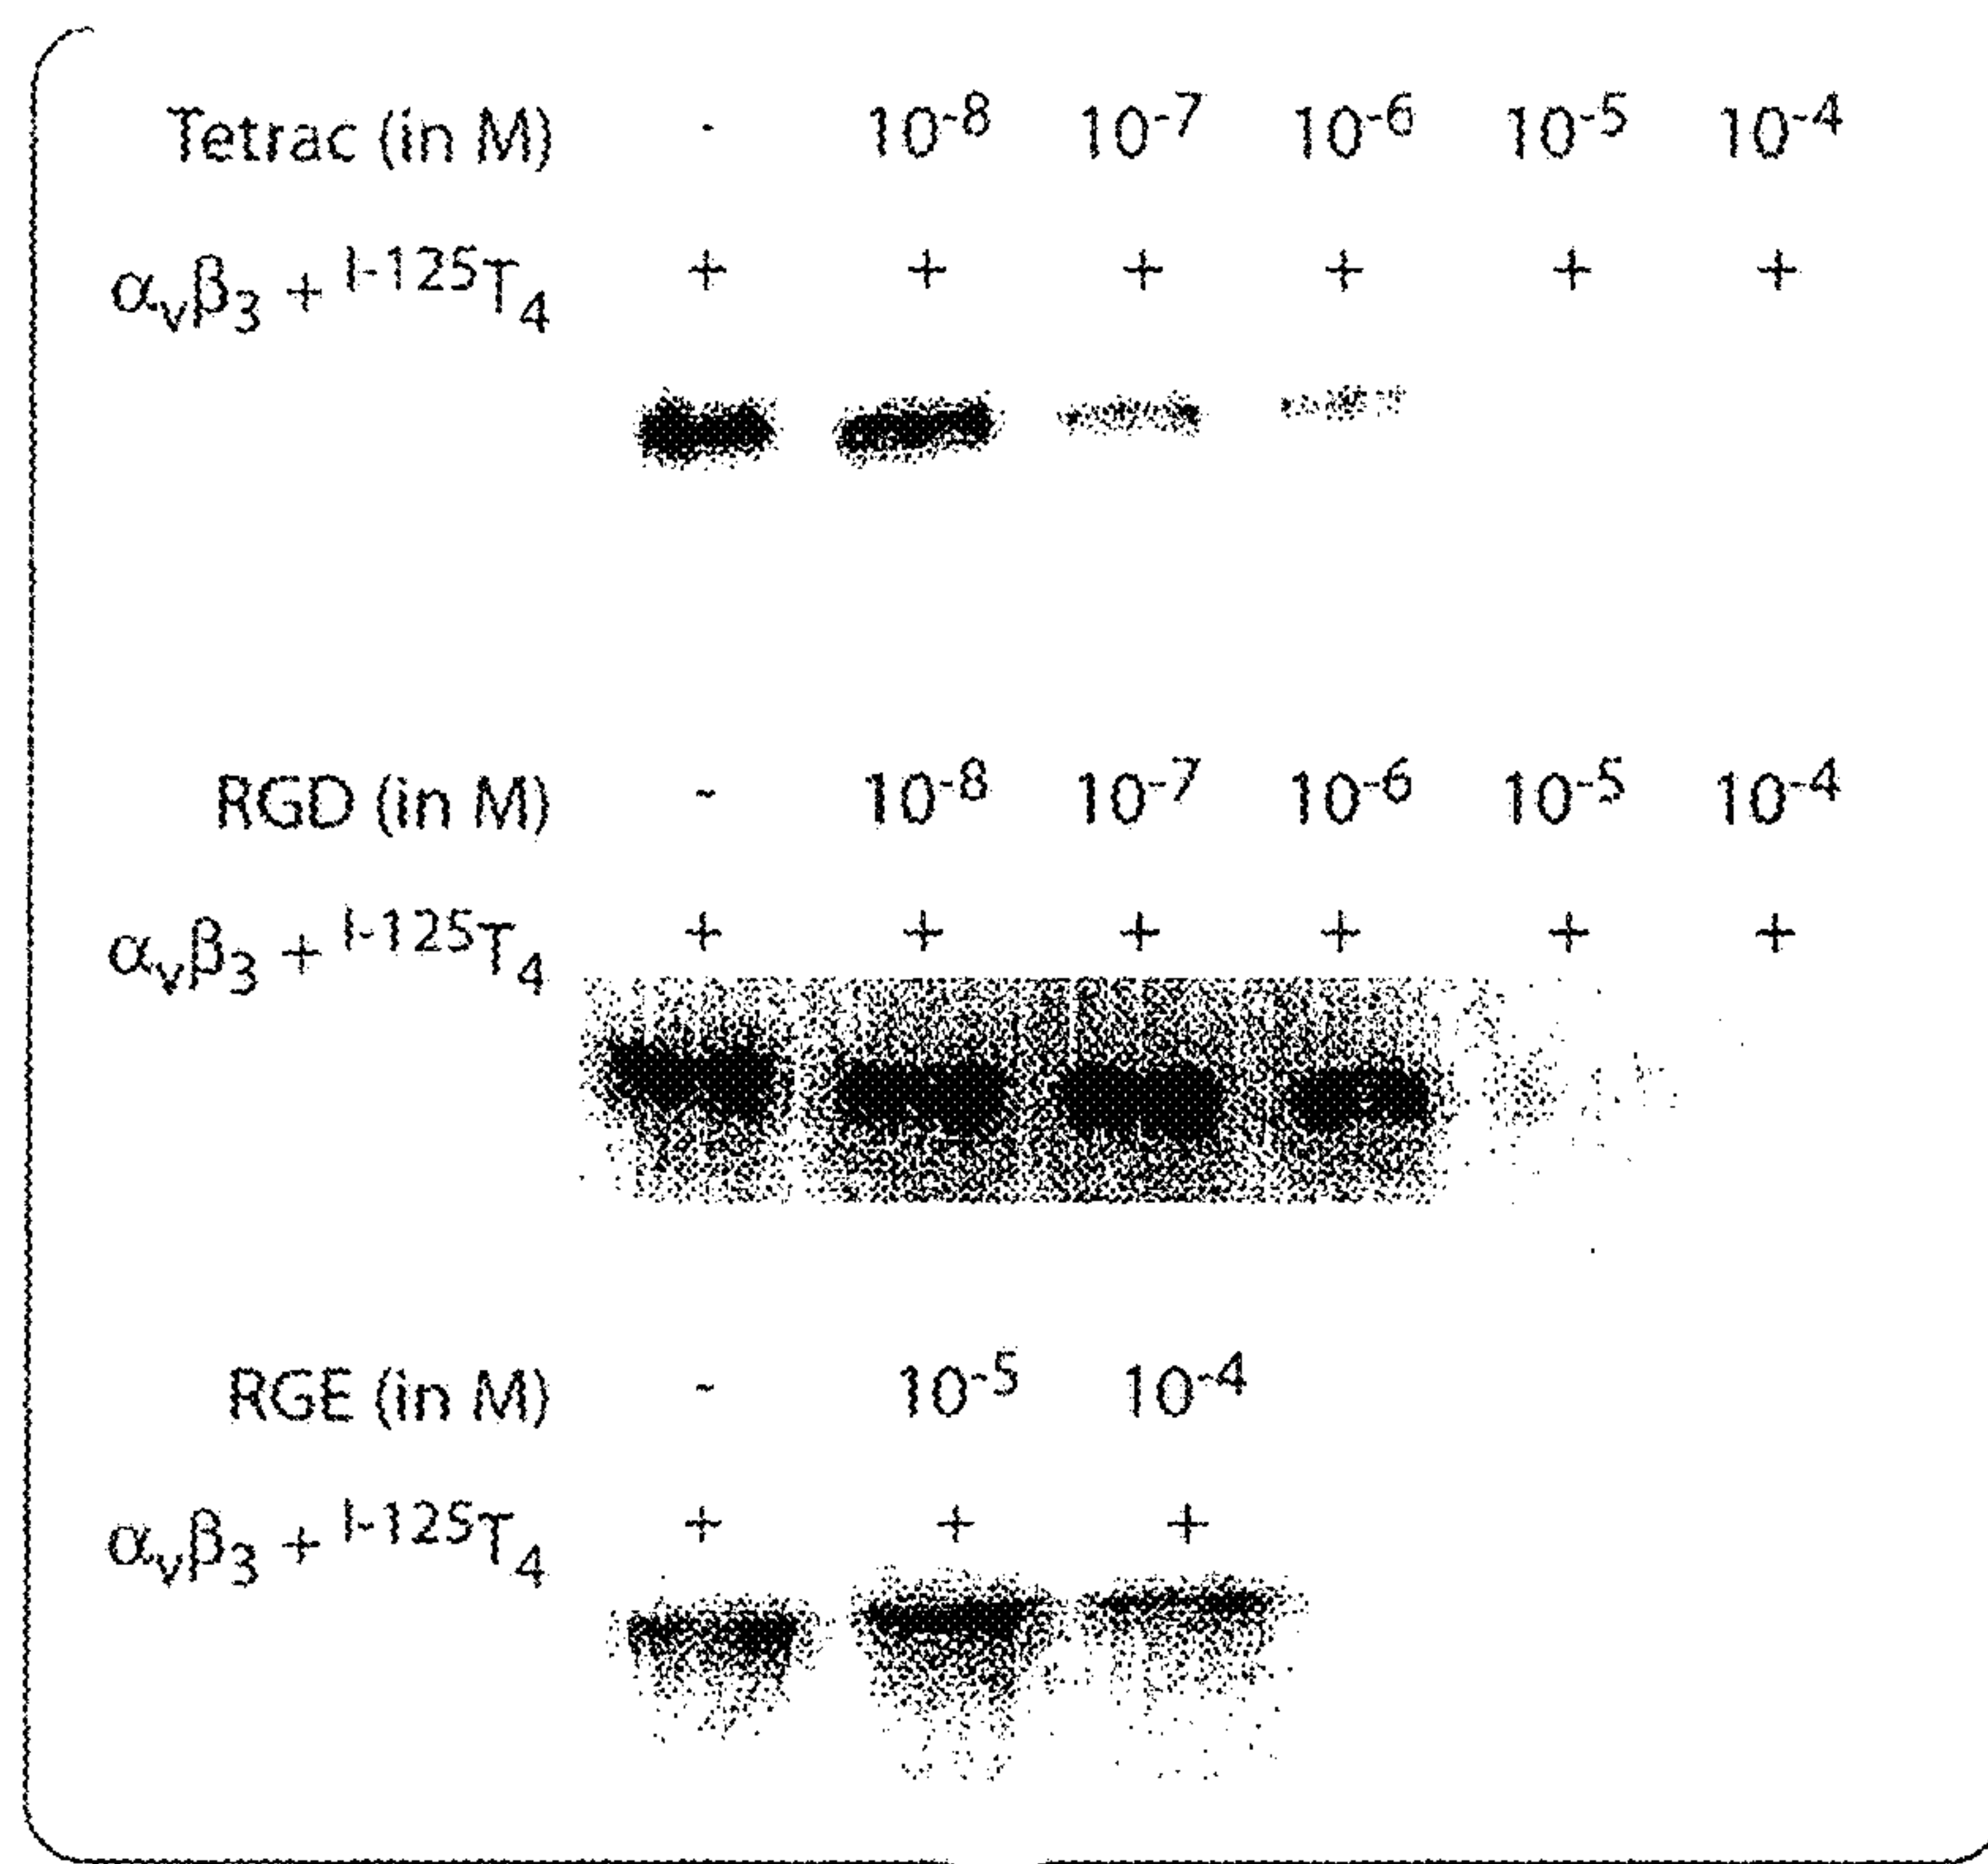 Tetrac (in M) - 10⁻⁸ 10⁻⁷ 10⁻⁶ 10⁻⁵ 10⁻⁴
αᵥβ₃ + ᴵ⁻¹²⁵T₄ + + + + + +
RGD (in M) - 10⁻⁸ 10⁻⁷ 10⁻⁶ 10⁻⁵ 10⁻⁴
αᵥβ₃ + ᴵ⁻¹²⁵T₄ + + + + + +
RGE (in M) - 10⁻⁵ 10⁻⁴
αᵥβ₃ + ᴵ⁻¹²⁵T₄ + + +